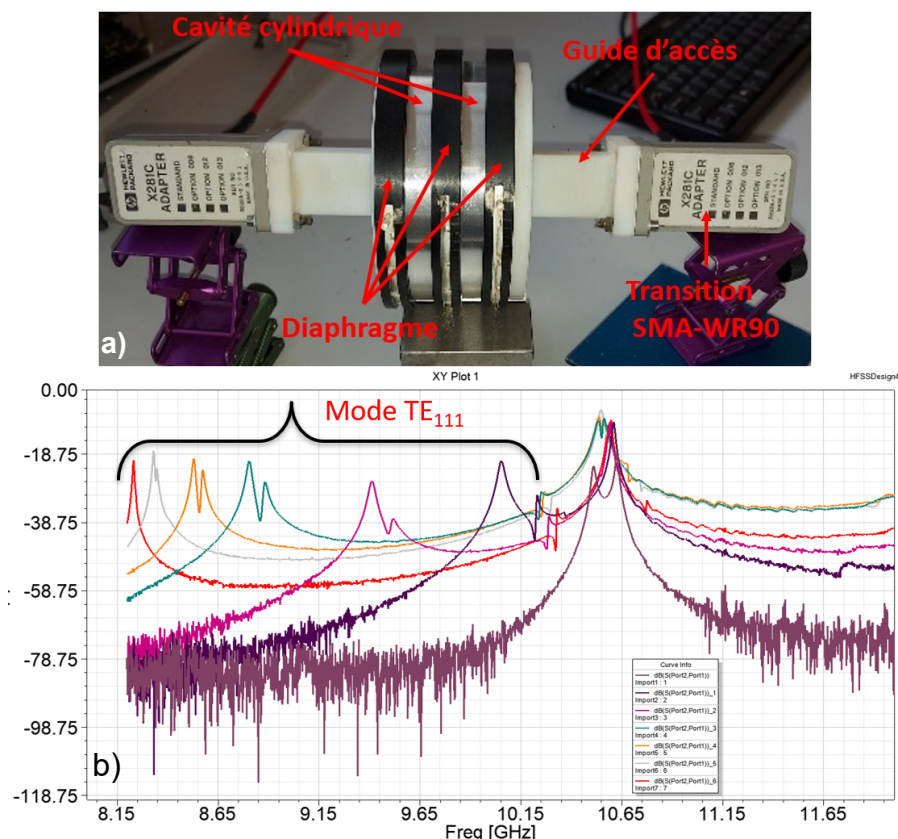 Cavité cylindrique
Guide d'accès
HEWLETT
PACKARD
X281C
ADAPTER
STANDARD
OPTION 006
OPTION 012
OPTION 013
HEWLETT
PACKARD
X281C
ADAPTER
STANDARD
OPTION 012
OPTION 013
Diaphragme
Transition
SMA-WR90
a)
XY Plot 1
HFSSDesign4
0.00
Mode TE111
-18.75
-38.75
-58.75
-78.75
-98.75
-118.75
Curve Info
dB(S(Port2,Port1))
Import1 : 1
dB(S(Port2,Port1))_1
Import2 : 2
dB(S(Port2,Port1))_2
Import3 : 3
dB(S(Port2,Port1))_3
Import4 : 4
dB(S(Port2,Port1))_4
Import5 : 5
dB(S(Port2,Port1))_5
Import6 : 6
dB(S(Port2,Port1))_6
Import7 : 7
b)
8.15 8.65 9.15 9.65 10.15 10.65 11.15 11.65
Freq [GHz]